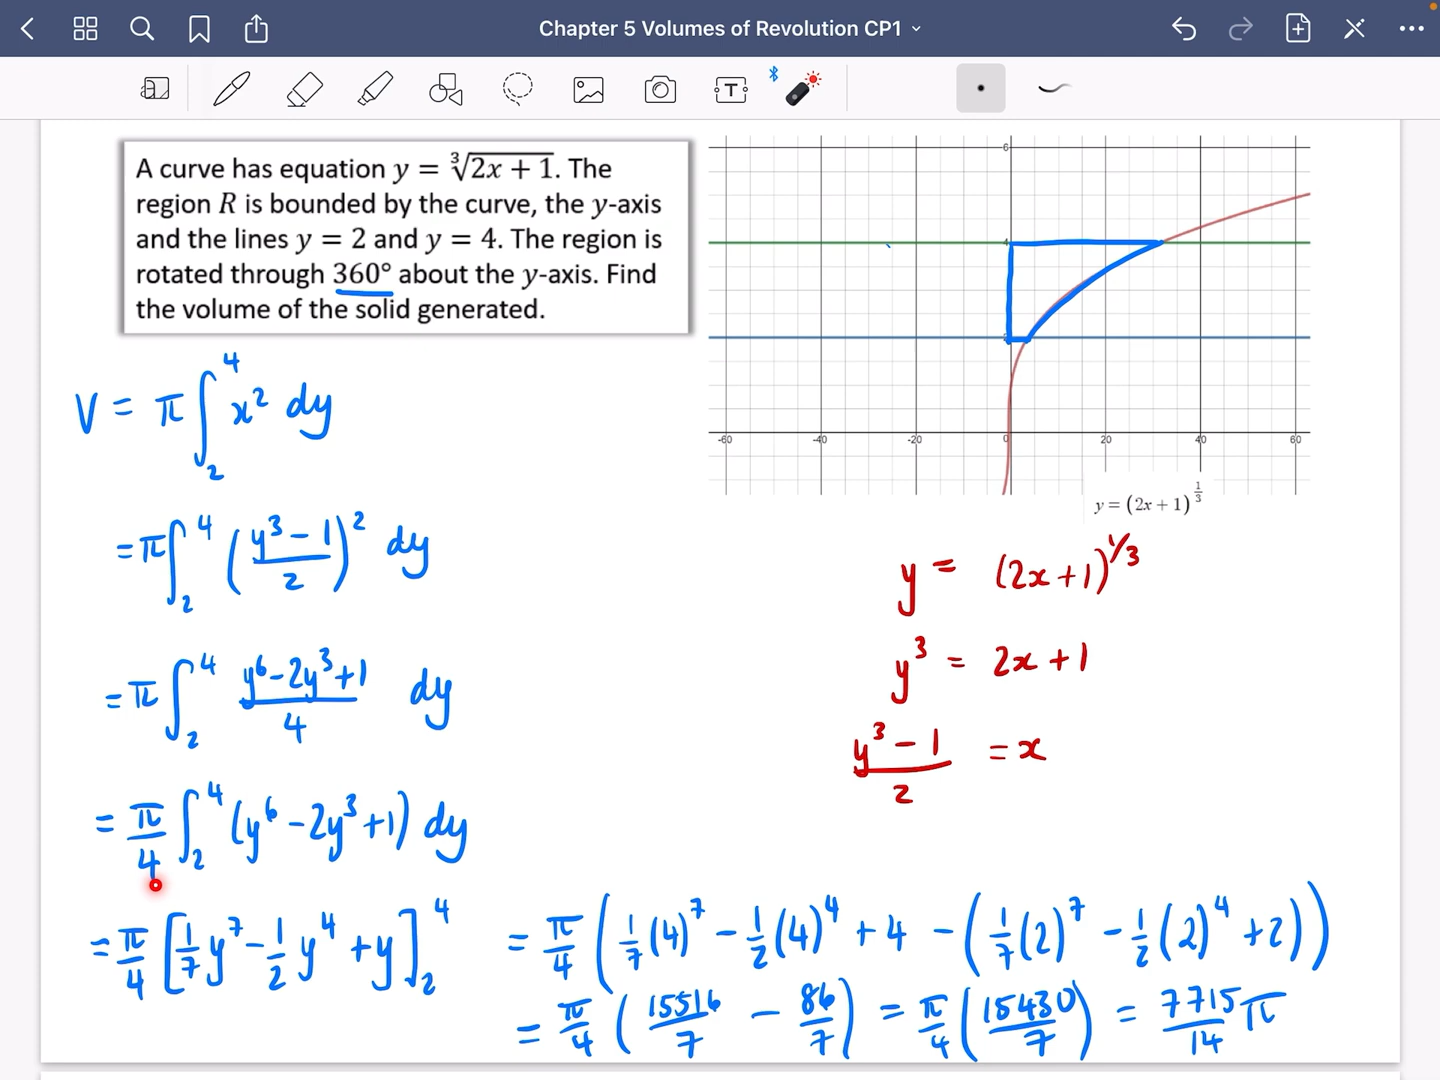 Chapter 5 Volumes of Revolution CP1
T
A curve has equation y = ∛(2x + 1). The
region R is bounded by the curve, the y-axis
and the lines y = 2 and y = 4. The region is
rotated through 360° about the y-axis. Find
the volume of the solid generated.
6
4
2
-60 -40 -20 0 20 40 60
y = (2x + 1)^(1/3)
V = π ∫₂⁴ x² dy
= π ∫₂⁴ ((y³ − 1)/2)² dy
= π ∫₂⁴ (y⁶ − 2y³ + 1)/4 dy
= π/4 ∫₂⁴ (y⁶ − 2y³ + 1) dy
= π/4 [1/7 y⁷ − 1/2 y⁴ + y]₂⁴
y = (2x + 1)^(1/3)
y³ = 2x + 1
(y³ − 1)/2 = x
= π/4 (1/7 (4)⁷ − 1/2 (4)⁴ + 4 − (1/7 (2)⁷ − 1/2 (2)⁴ + 2))
= π/4 (15516/7 − 86/7) = π/4 (15430/7) = 7715/14 π